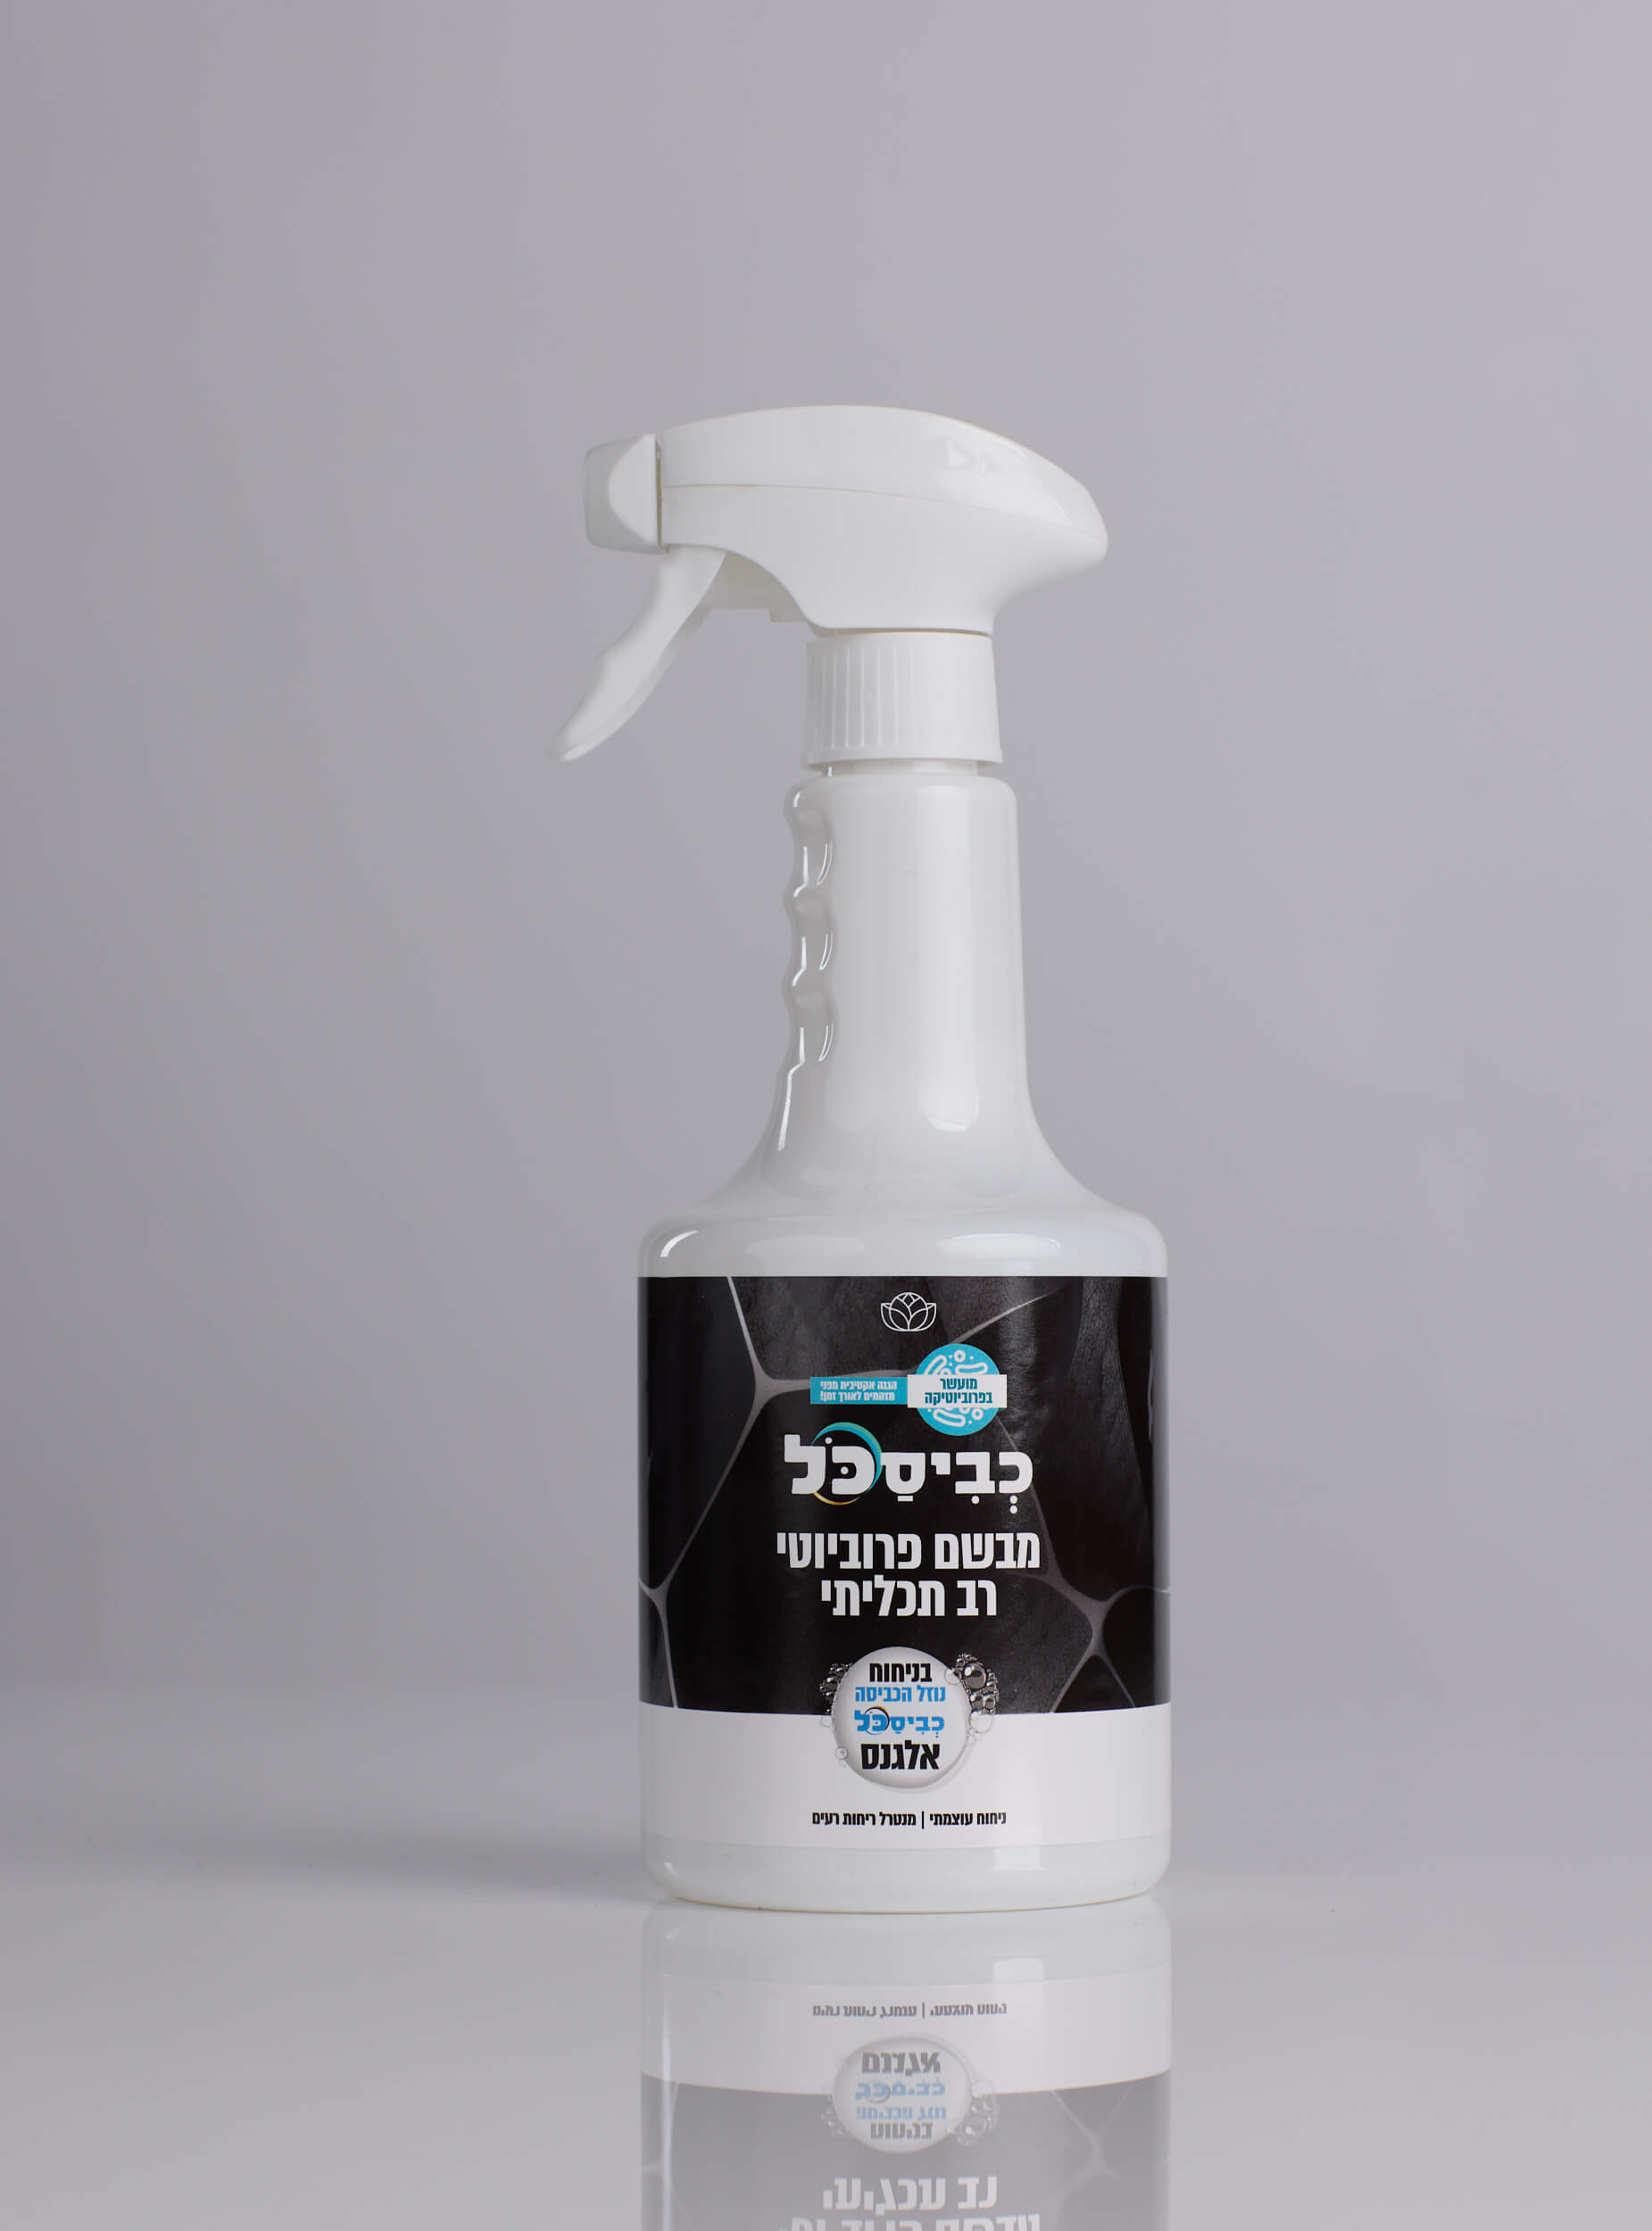 מועשר
בפרוביוטיקה
הגנה אקטיבית מפני
מזהמים לאורך זמן!
כְּבִיסַכֹּל
מבשם פרוביוטי
רב תכליתי
בניחוח
נוזל הכביסה
כְּבִיסַכֹּל
אלגנס
ניחוח עוצמתי | מנטרל ריחות רעים